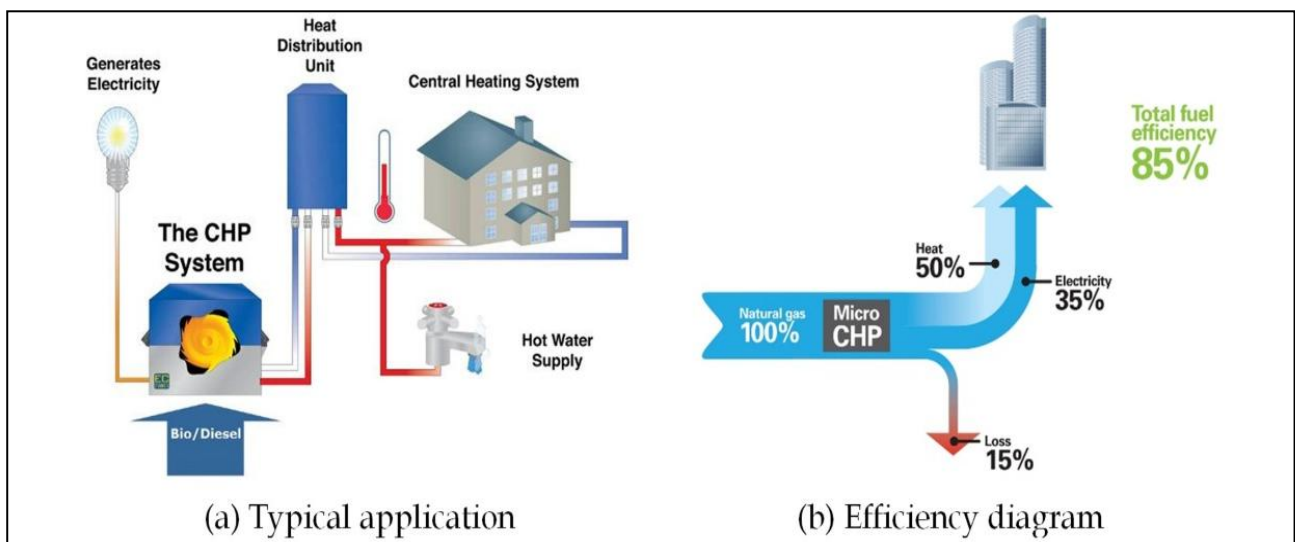 Generates
Electricity
Heat
Distribution
Unit
Central Heating System
The CHP
System
Hot Water
Supply
EC
Bio/Diesel
(a) Typical application
Total fuel
efficiency
85%
Heat
50%
Electricity
35%
Natural gas
100%
Micro
CHP
Loss
15%
(b) Efficiency diagram